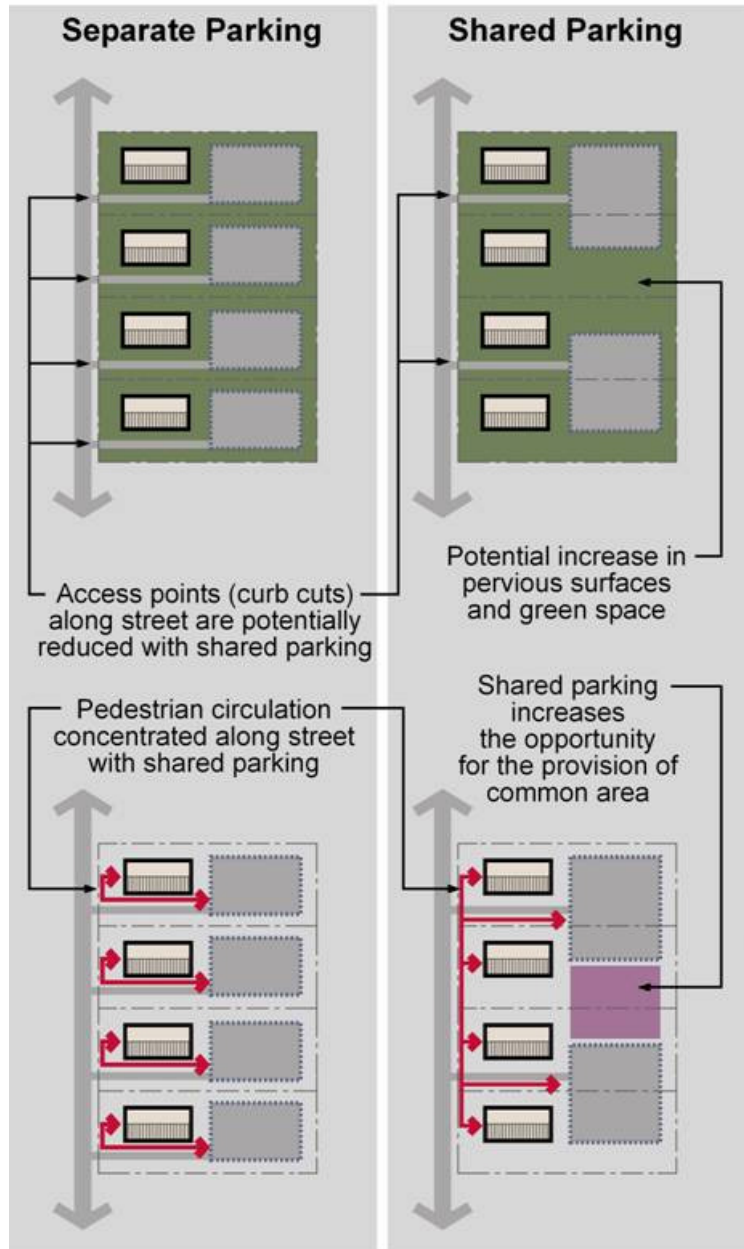 Separate Parking
Shared Parking
Access points (curb cuts)
along street are potentially
reduced with shared parking
Potential increase in
pervious surfaces
and green space
Pedestrian circulation
concentrated along street
with shared parking
Shared parking
increases
the opportunity
for the provision of
common area